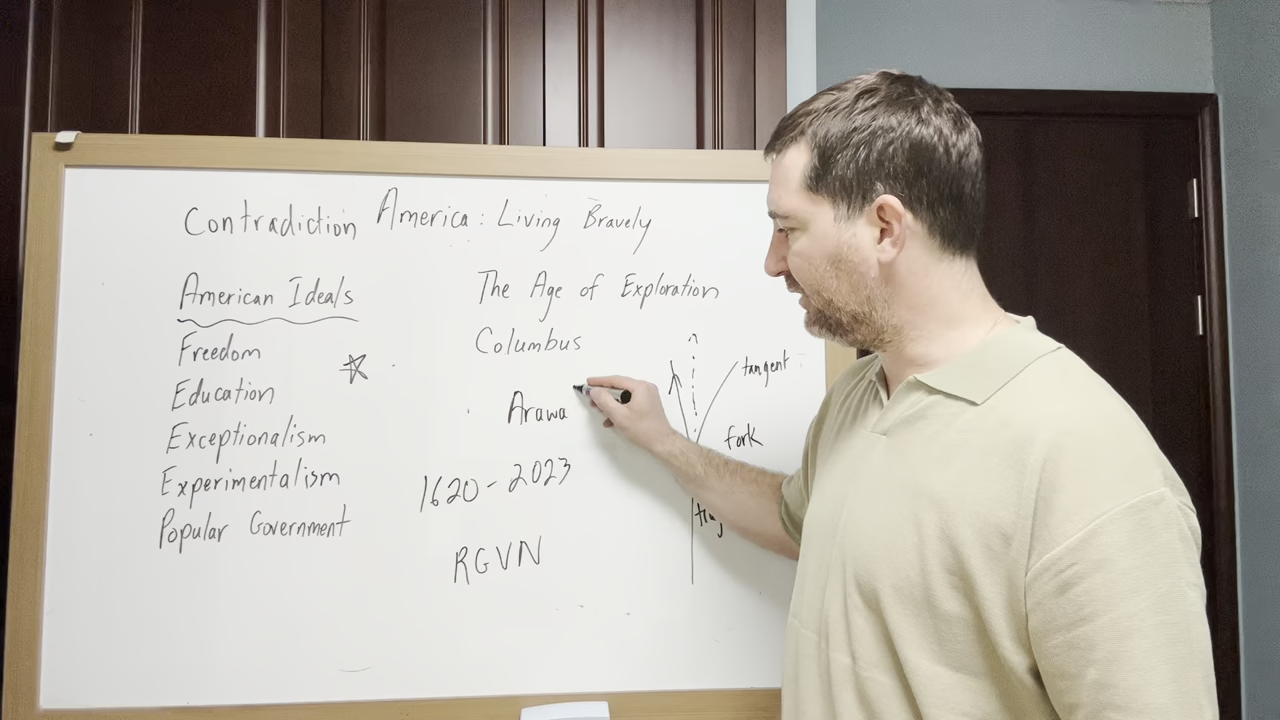 Contradiction America: Living Bravely
American Ideals
Freedom
Education
Exceptionalism
Experimentalism
Popular Government
The Age of Exploration
Columbus
Arawa
1620-2023
RGVN
tangent
fork